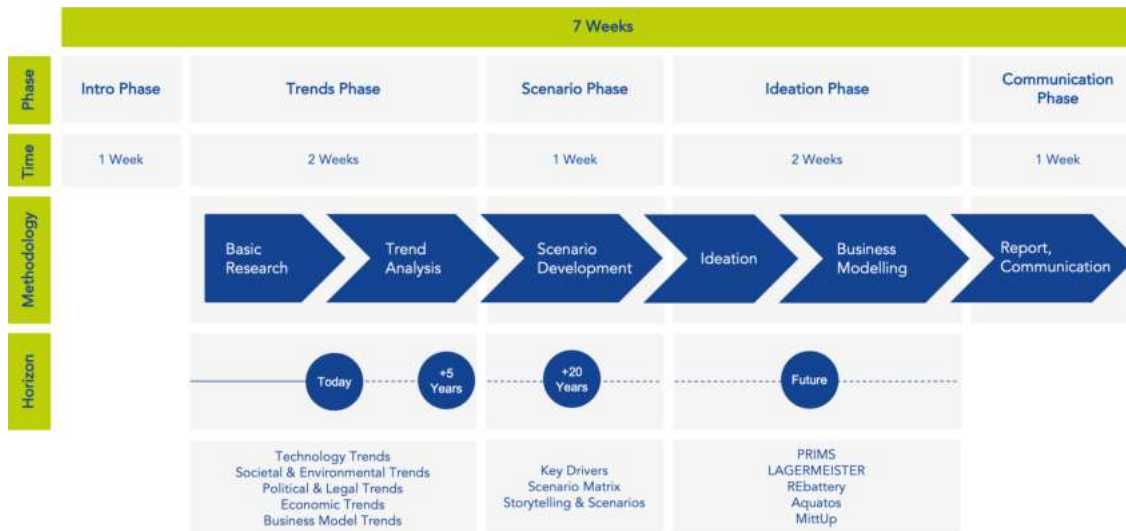 7 Weeks
Phase
Intro Phase
Trends Phase
Scenario Phase
Ideation Phase
Communication
Phase
Time
1 Week
2 Weeks
1 Week
2 Weeks
1 Week
Methodology
Basic
Research
Trend
Analysis
Scenario
Development
Ideation
Business
Modelling
Report,
Communication
Horizon
Today
+5
Years
+20
Years
Future
Technology Trends
Societal & Environmental Trends
Political & Legal Trends
Economic Trends
Business Model Trends
Key Drivers
Scenario Matrix
Storytelling & Scenarios
PRIMS
LAGERMEISTER
REbattery
Aquatos
MittUp